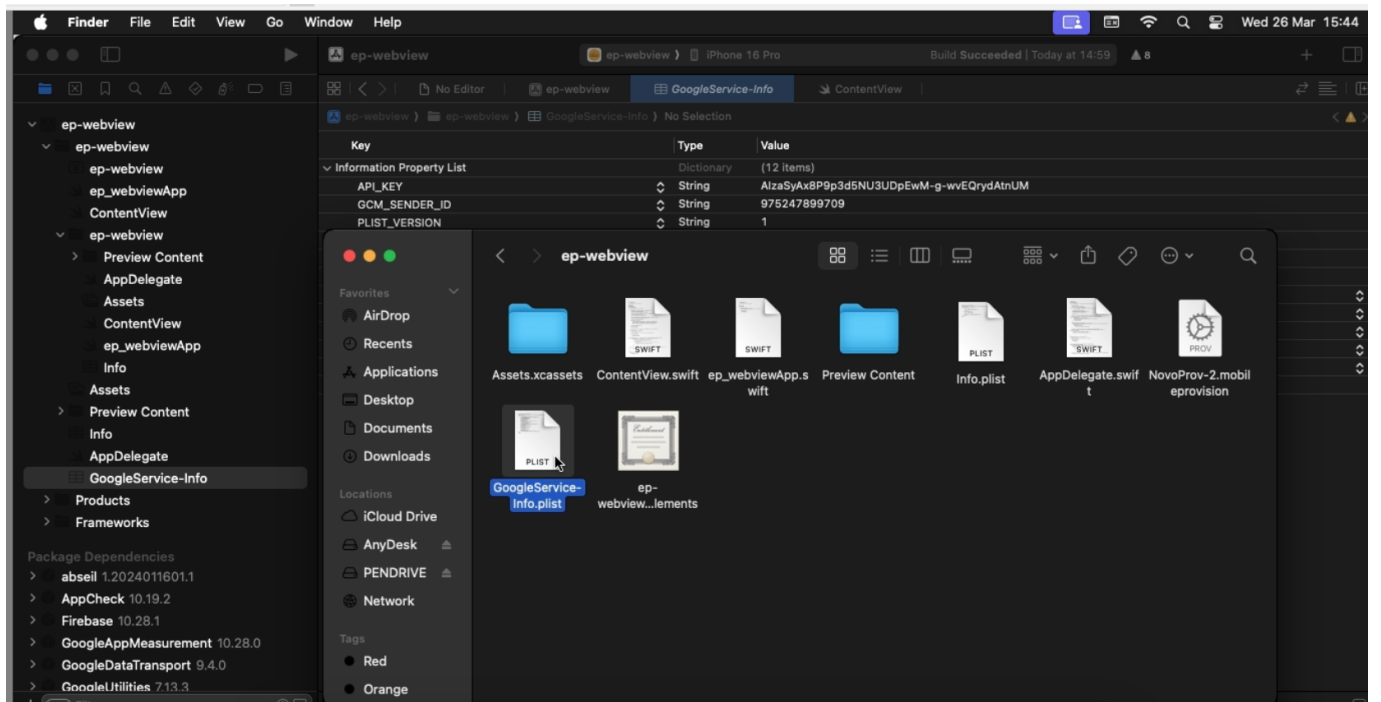 Finder File Edit View Go Window Help Wed 26 Mar 15:44
ep-webview ep-webview iPhone 16 Pro Build Succeeded | Today at 14:59 8
No Editor ep-webview GoogleService-Info ContentView
ep-webview ep-webview GoogleService-Info No Selection
ep-webview
ep-webview
ep-webview
ep_webviewApp
ContentView
ep-webview
Preview Content
AppDelegate
Assets
ContentView
ep_webviewApp
Info
Assets
Preview Content
Info
AppDelegate
GoogleService-Info
Products
Frameworks
Package Dependencies
abseil 1.2024011601.1
AppCheck 10.19.2
Firebase 10.28.1
GoogleAppMeasurement 10.28.0
GoogleDataTransport 9.4.0
GoogleUtilities 7.13.3
Key Type Value
Information Property List Dictionary (12 items)
API_KEY String AIzaSyAx8P9p3d5NU3UDpEwM-g-wvEQrydAtnUM
GCM_SENDER_ID String 975247899709
PLIST_VERSION String 1
ep-webview
Favorites
AirDrop
Recents
Applications
Desktop
Documents
Downloads
Locations
iCloud Drive
AnyDesk
PENDRIVE
Network
Tags
Red
Orange
SWIFT SWIFT PLIST SWIFT PROV
Assets.xcassets ContentView.swift ep_webviewApp.s Preview Content Info.plist AppDelegate.swif NovoProv-2.mobil
wift t eprovision
PLIST
GoogleService- ep-
Info.plist webview...lements